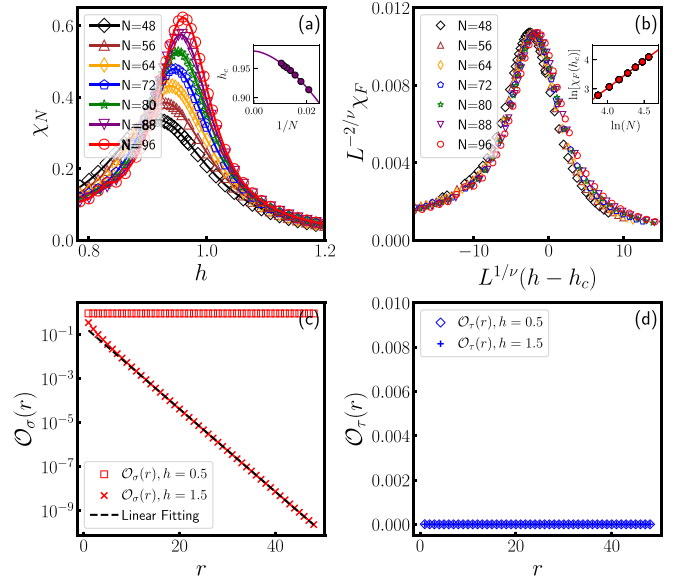 (a)
χ_N
0.6
0.4
0.2
0.0
N=48
N=56
N=64
N=72
N=80
N=88
N=96
h_c
0.95
0.90
0.00
0.02
1/N
0.8
1.0
1.2
h
(b)
L^{-2/ν}χ_F
0.012
0.008
0.004
0.000
N=48
N=56
N=64
N=72
N=80
N=88
N=96
ln[χ_F(h_c)]
4
3
4.0
4.5
ln(N)
−10
0
10
L^{1/ν}(h − h_c)
(c)
𝒪_σ(r)
10^{-1}
10^{-3}
10^{-5}
10^{-7}
10^{-9}
𝒪_σ(r), h = 0.5
𝒪_σ(r), h = 1.5
Linear Fitting
0
20
40
r
(d)
𝒪_τ(r)
0.010
0.008
0.006
0.004
0.002
0.000
𝒪_τ(r), h = 0.5
𝒪_τ(r), h = 1.5
0
20
40
r